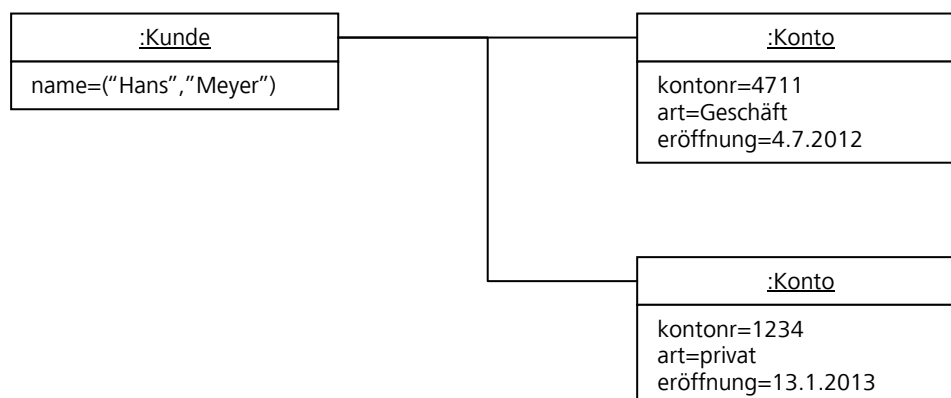 :Kunde
name=(“Hans“,”Meyer”)
:Konto
kontonr=4711
art=Geschäft
eröffnung=4.7.2012
:Konto
kontonr=1234
art=privat
eröffnung=13.1.2013